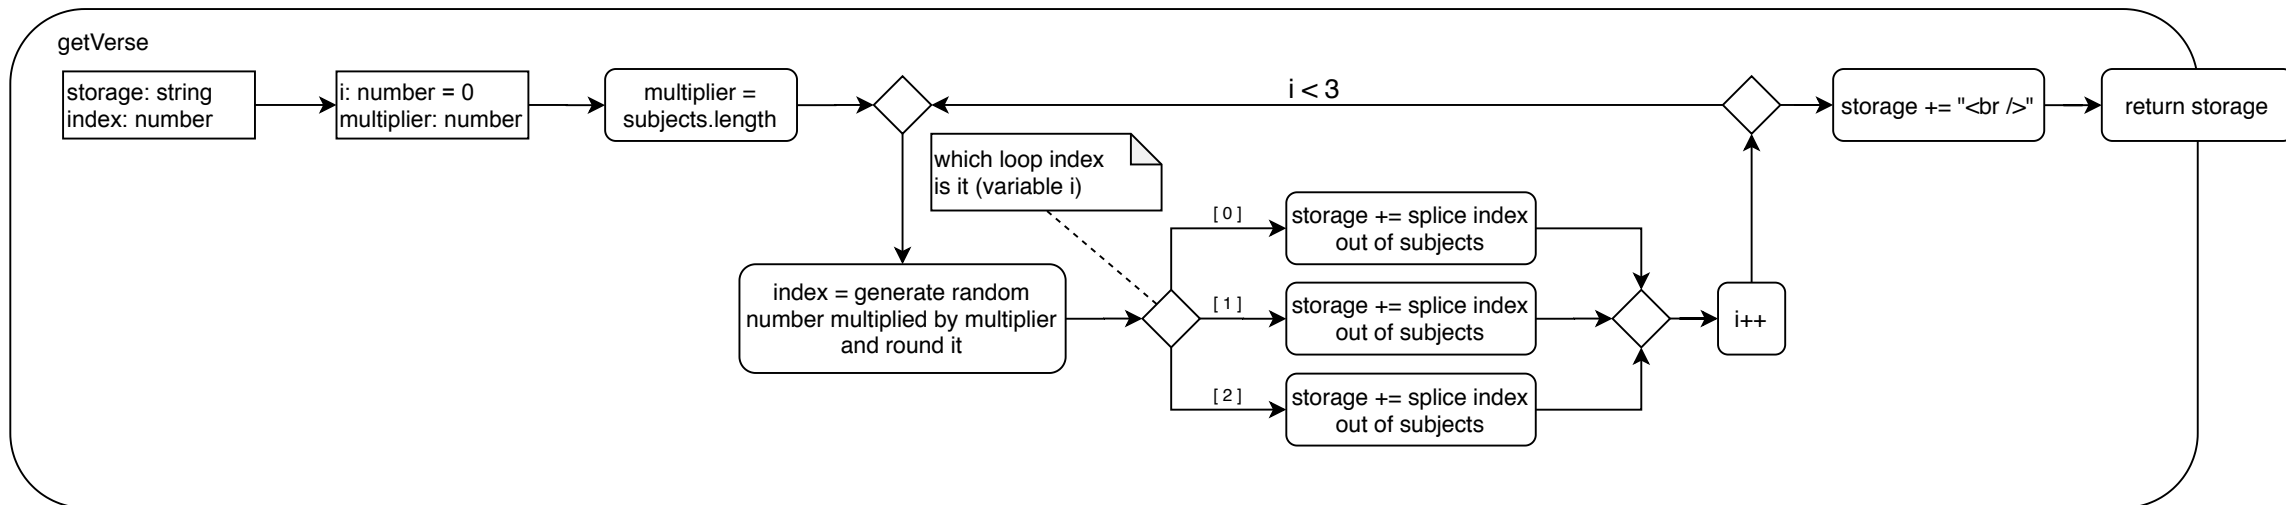 getVerse
storage: string
index: number
i: number = 0
multiplier: number
multiplier =
subjects.length
i < 3
storage += "<br />"
return storage
which loop index
is it (variable i)
index = generate random
number multiplied by multiplier
and round it
[ 0 ]
storage += splice index
out of subjects
[ 1 ]
storage += splice index
out of subjects
[ 2 ]
storage += splice index
out of subjects
i++